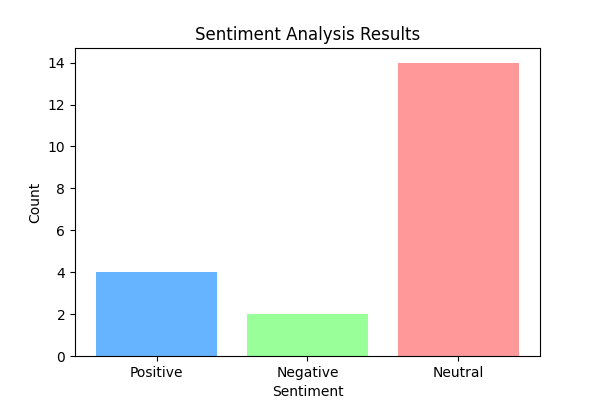 Sentiment Analysis Results
Count
14
12
10
8
6
4
2
0
Positive Negative Neutral
Sentiment